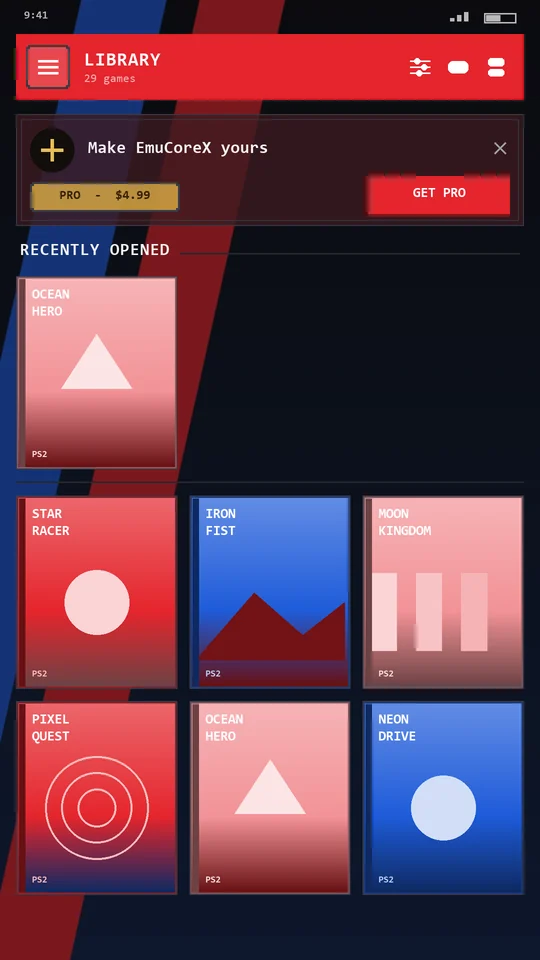 9:41
LIBRARY
29 games
Make EmuCoreX yours
PRO - $4.99
GET PRO
RECENTLY OPENED
OCEAN
HERO
PS2
STAR
RACER
PS2
IRON
FIST
PS2
MOON
KINGDOM
PS2
PIXEL
QUEST
PS2
OCEAN
HERO
PS2
NEON
DRIVE
PS2